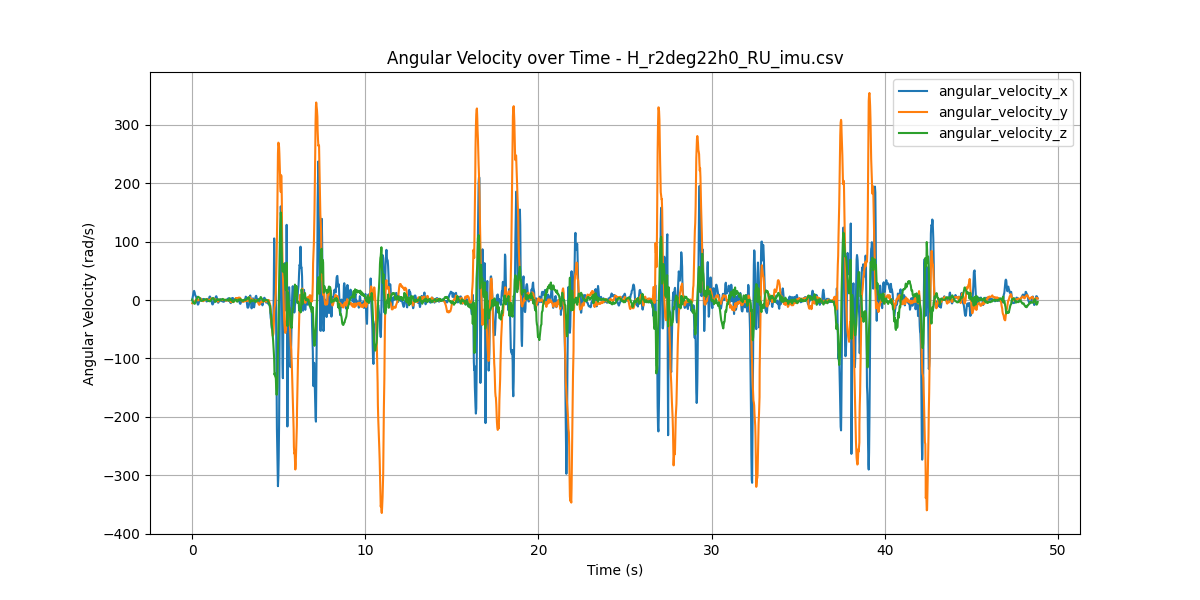 Angular Velocity over Time - H_r2deg22h0_RU_imu.csv
angular_velocity_x
angular_velocity_y
angular_velocity_z
Angular Velocity (rad/s)
300
200
100
0
−100
−200
−300
−400
0 10 20 30 40 50
Time (s)